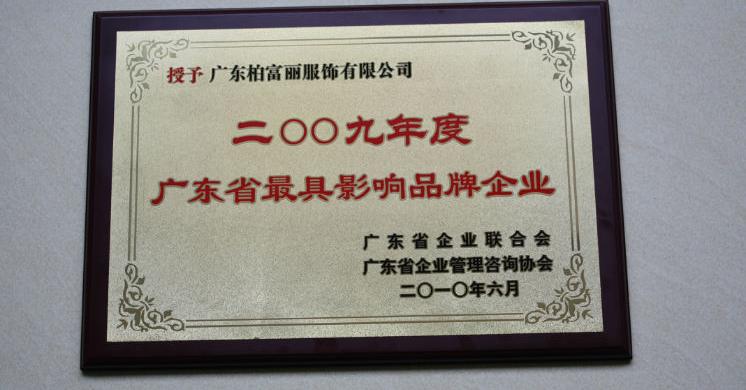 授予 广东柏富丽服饰有限公司
二〇〇九年度
广东省最具影响品牌企业
广东省企业联合会
广东省企业管理咨询协会
二〇一〇年六月